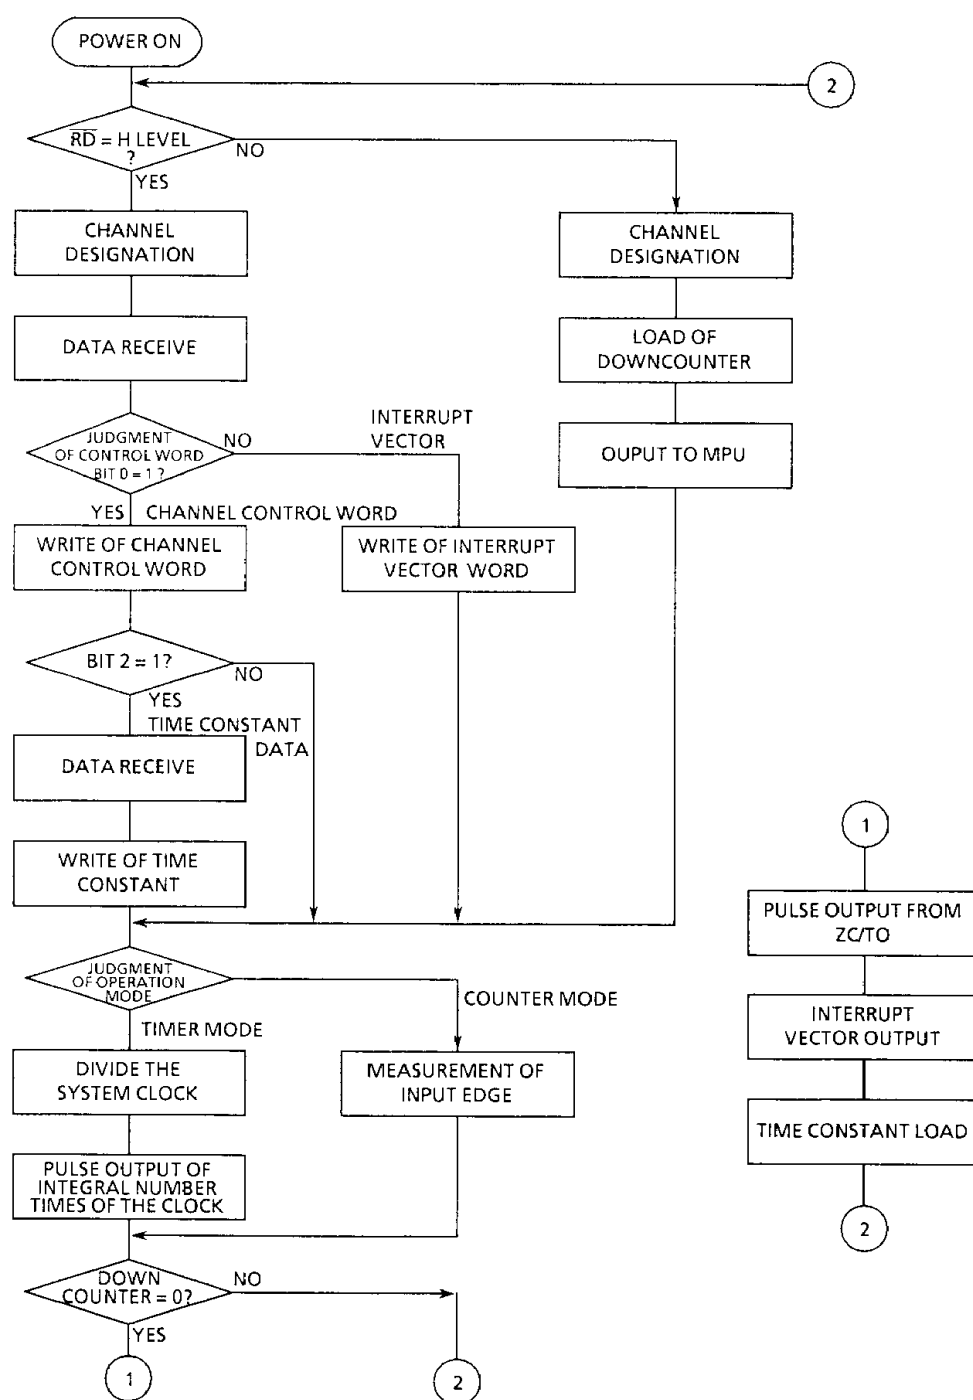 POWER ON
2
RD = H LEVEL
?
NO
YES
CHANNEL
DESIGNATION
CHANNEL
DESIGNATION
DATA RECEIVE
LOAD OF
DOWNCOUNTER
JUDGMENT
OF CONTROL WORD
BIT 0 = 1 ?
NO
INTERRUPT
VECTOR
OUPUT TO MPU
YES
CHANNEL CONTROL WORD
WRITE OF CHANNEL
CONTROL WORD
WRITE OF INTERRUPT
VECTOR WORD
BIT 2 = 1?
NO
YES
TIME CONSTANT
DATA
DATA RECEIVE
WRITE OF TIME
CONSTANT
JUDGMENT
OF OPERATION
MODE
COUNTER MODE
TIMER MODE
DIVIDE THE
SYSTEM CLOCK
MEASUREMENT OF
INPUT EDGE
PULSE OUTPUT OF
INTEGRAL NUMBER
TIMES OF THE CLOCK
DOWN
COUNTER = 0?
NO
YES
1
2
1
PULSE OUTPUT FROM
ZC/TO
INTERRUPT
VECTOR OUTPUT
TIME CONSTANT LOAD
2